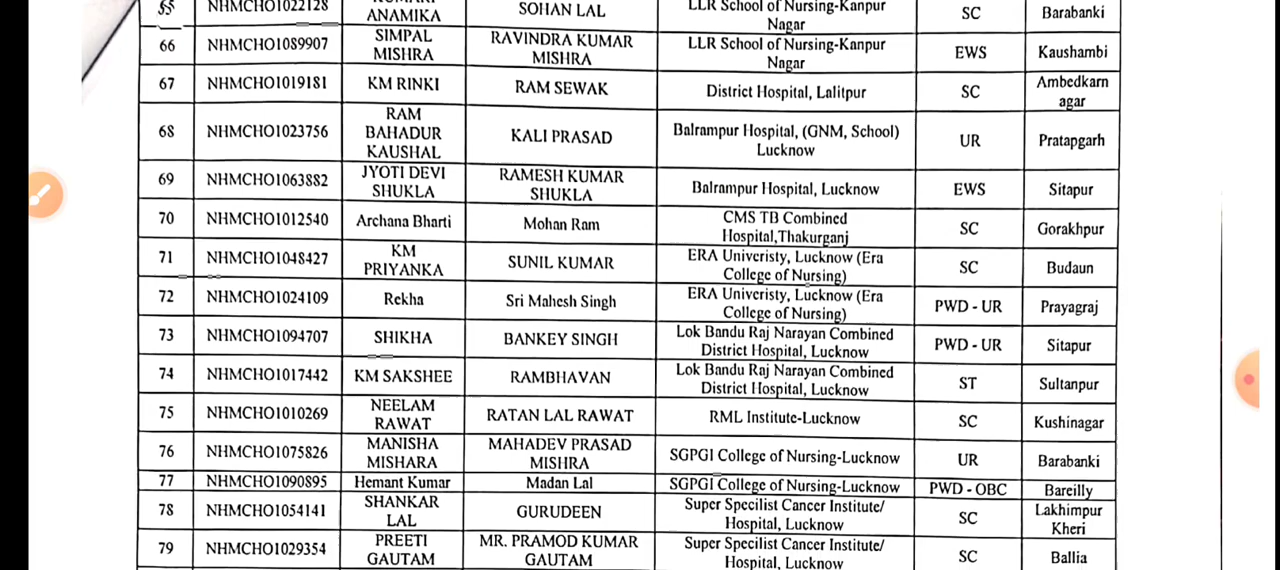 65 NHMCHO1022128 KUMARI ANAMIKA SOHAN LAL LLR School of Nursing-Kanpur Nagar SC Barabanki
66 NHMCHO1089907 SIMPAL MISHRA RAVINDRA KUMAR MISHRA LLR School of Nursing-Kanpur Nagar EWS Kaushambi
67 NHMCHO1019181 KM RINKI RAM SEWAK District Hospital, Lalitpur SC Ambedkarn agar
68 NHMCHO1023756 RAM BAHADUR KAUSHAL KALI PRASAD Balrampur Hospital, (GNM, School) Lucknow UR Pratapgarh
69 NHMCHO1063882 JYOTI DEVI SHUKLA RAMESH KUMAR SHUKLA Balrampur Hospital, Lucknow EWS Sitapur
70 NHMCHO1012540 Archana Bharti Mohan Ram CMS TB Combined Hospital,Thakurganj SC Gorakhpur
71 NHMCHO1048427 KM PRIYANKA SUNIL KUMAR ERA Univeristy, Lucknow (Era College of Nursing) SC Budaun
72 NHMCHO1024109 Rekha Sri Mahesh Singh ERA Univeristy, Lucknow (Era College of Nursing) PWD - UR Prayagraj
73 NHMCHO1094707 SHIKHA BANKEY SINGH Lok Bandu Raj Narayan Combined District Hospital, Lucknow PWD - UR Sitapur
74 NHMCHO1017442 KM SAKSHEE RAMBHAVAN Lok Bandu Raj Narayan Combined District Hospital, Lucknow ST Sultanpur
75 NHMCHO1010269 NEELAM RAWAT RATAN LAL RAWAT RML Institute-Lucknow SC Kushinagar
76 NHMCHO1075826 MANISHA MISHARA MAHADEV PRASAD MISHRA SGPGI College of Nursing-Lucknow UR Barabanki
77 NHMCHO1090895 Hemant Kumar Madan Lal SGPGI College of Nursing-Lucknow PWD - OBC Bareilly
78 NHMCHO1054141 SHANKAR LAL GURUDEEN Super Specilist Cancer Institute/ Hospital, Lucknow SC Lakhimpur Kheri
79 NHMCHO1029354 PREETI GAUTAM MR. PRAMOD KUMAR GAUTAM Super Specilist Cancer Institute/ Hospital, Lucknow SC Ballia